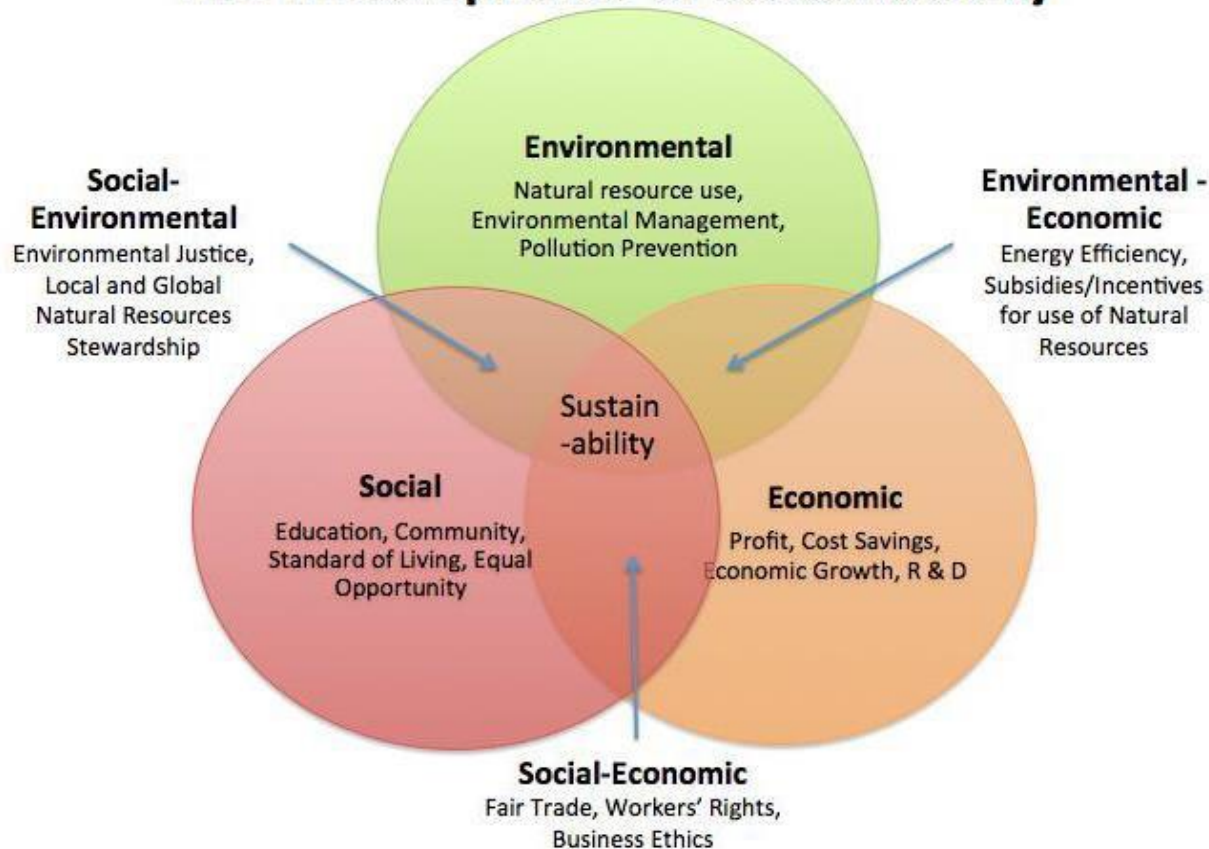 Environmental
Natural resource use,
Environmental Management,
Pollution Prevention
Social-
Environmental
Environmental Justice,
Local and Global
Natural Resources
Stewardship
Environmental -
Economic
Energy Efficiency,
Subsidies/Incentives
for use of Natural
Resources
Sustain
-ability
Social
Education, Community,
Standard of Living, Equal
Opportunity
Economic
Profit, Cost Savings,
Economic Growth, R & D
Social-Economic
Fair Trade, Workers’ Rights,
Business Ethics